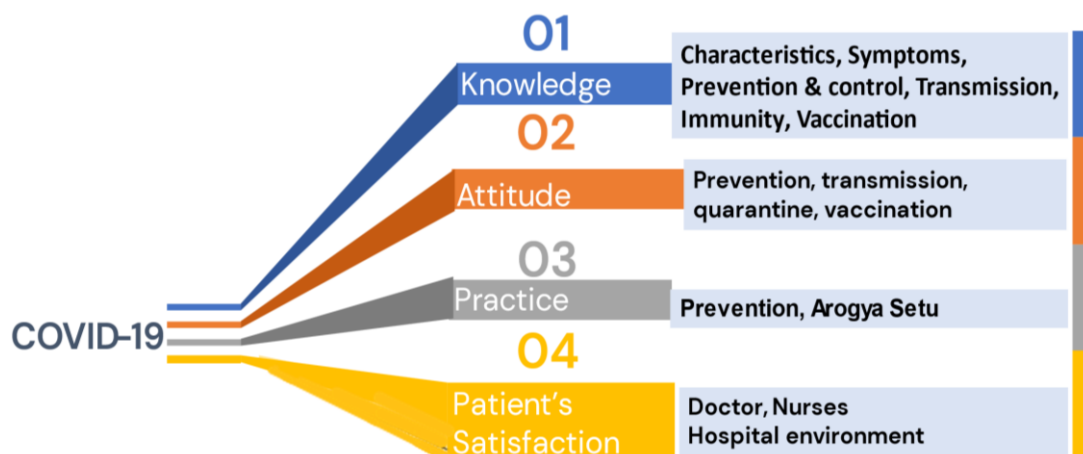 COVID-19
01
Knowledge
Characteristics, Symptoms,
Prevention & control, Transmission,
Immunity, Vaccination
02
Attitude
Prevention, transmission,
quarantine, vaccination
03
Practice
Prevention, Arogya Setu
04
Patient's
Satisfaction
Doctor, Nurses
Hospital environment